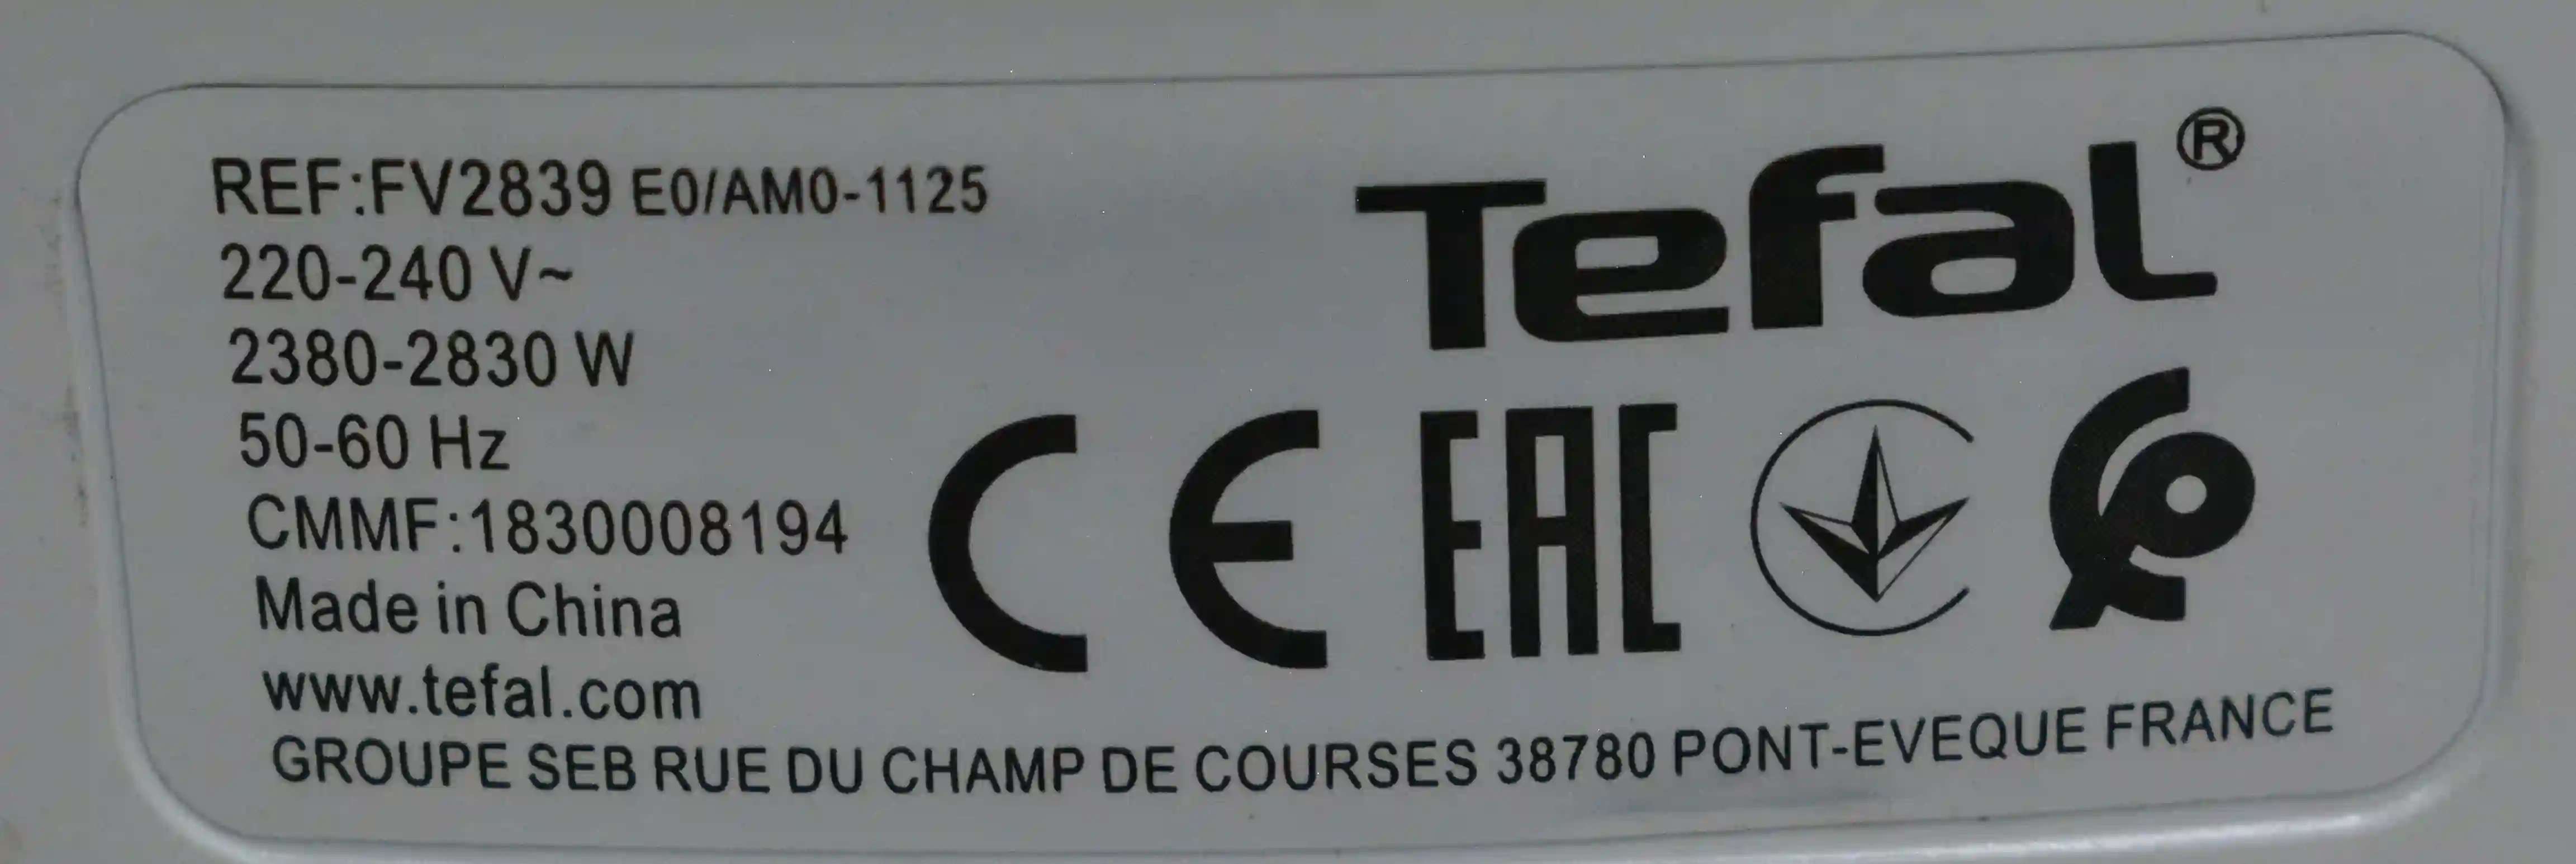 REF:FV2839 E0/AM0-1125
220-240 V~
2380-2830 W
50-60 Hz
CMMF:1830008194
Made in China
www.tefal.com
GROUPE SEB RUE DU CHAMP DE COURSES 38780 PONT-EVEQUE FRANCE
Tefal®
CE EAC